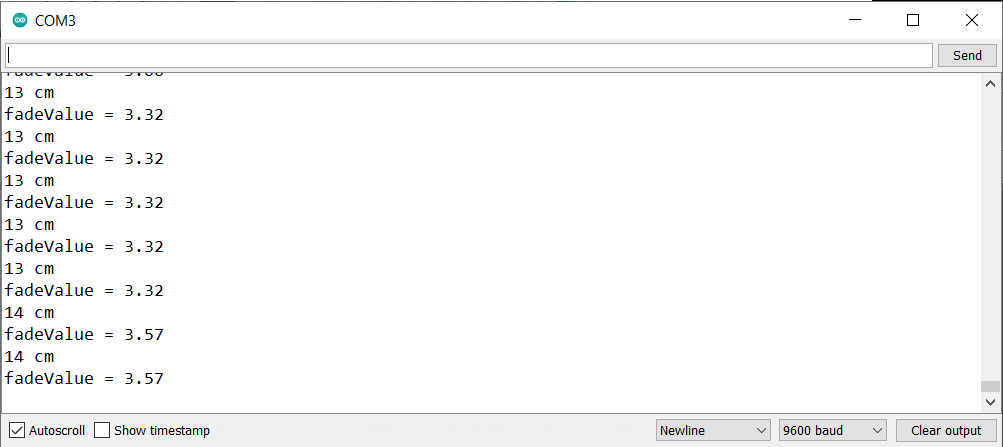 COM3
Send
13 cm
fadeValue = 3.32
13 cm
fadeValue = 3.32
13 cm
fadeValue = 3.32
13 cm
fadeValue = 3.32
13 cm
fadeValue = 3.32
14 cm
fadeValue = 3.57
14 cm
fadeValue = 3.57
Autoscroll Show timestamp Newline 9600 baud Clear output